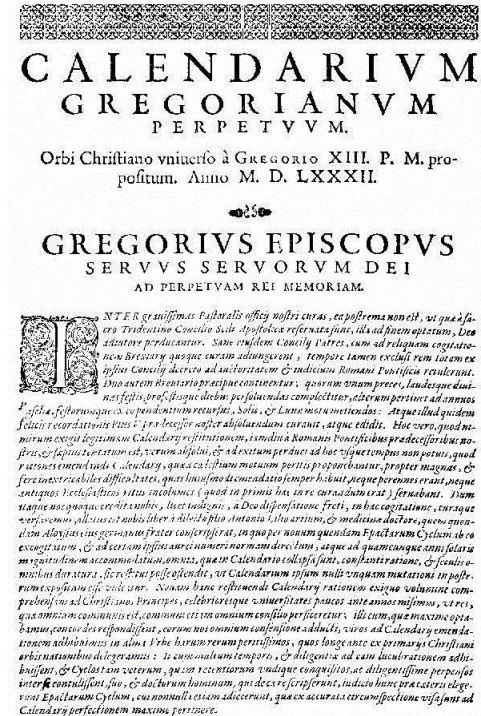 CALENDARIVM
GREGORIANVM
PERPETVVM.
Orbi Christiano vniuerso à GREGORIO XIII. P. M. pro-
positum. Anno M. D. LXXXII.
GREGORIVS EPISCOPVS
SERVVS SERVORVM DEI
AD PERPETVAM REI MEMORIAM.
INTER grauissimas Pastoralis officij nostri curas, ea postrema non est, vt quæ à sa-
cro Tridentino Concilio Sedi Apostolicæ reseruata sunt, illa ad finem optatum, Deo
adiutore perducantur. Sane eiusdem Concilij Patres, cum ad reliquam cogitatio-
nem Breuiarij quoque curam adiungerent, tempore tamen exclusi rem totam ex
ipsius Concilij decreto ad auctoritatem & iudicium Romani Pontificis retulerunt.
Duo autem Breuiario præcipue continentur, quorum vnum preces, laudesque diui-
nas festis, profestisque diebus persoluendas complectitur, alterum pertinet ad annuos
Paschæ, festorumque ex eo pendentium recursus, Solis, & Lunæ motu metiendos. Atque illud quidem
felicis recordationis Pius V. prædecessor noster absoluendum curauit, atque edidit. Hoc vero, quod ni-
mirum exigit legitimam Calendarij restitutionem, iamdiu à Romanis Pontificibus prædecessoribus no-
stris, & sæpius tentatum est, verum absolui, & ad exitum perduci ad hoc vsque tempus non potuit, quod
rationes emendandi Calendarij, quæ à cælestium motuum peritis proponebantur, propter magnas, &
fere inextricabiles difficultates, quas huiusmodi emendatio semper habuit, neque perennes erant, neque
antiquos Ecclesiasticos ritus incolumes (quod in primis hac in re curandum erat) seruabant. Dum
itaque nos quoque credita nobis, licet indignis, à Deo dispensatione freti, in hac cogitatione, curaque
versaremur, allatus est nobis liber à dilecto filio Antonio Lilio artium, & medicinæ doctore, quem quon-
dam Aloysius eius germanus frater conscripserat, in quo per nouum quendam Epactarum Cyclum ab eo
excogitatum, & ad certam ipsius aurei numeri normam directum, atque ad quamcunque anni solaris
magnitudinem accommodatum, omnia, quæ in Calendario collapsa sunt, constanti ratione, & sæculis o-
mnibus duratura, sic restitui posse ostendit, vt Calendarium ipsum nulli vnquam mutationi in poste-
rum expositum esse videatur. Nouam hanc restituendi Calendarij rationem exiguo volumine com-
prehensam ad Christianos Principes, celebrioresque vniuersitates paucos ante annos misimus, vt res,
quæ omnium communis est, communi etiam omnium consilio perficeretur. illi cum, quæ maxime opta-
bamus, concordes respondissent, eorum nos omnium consensione adducti, viros ad Calendarij emenda-
tionem adhibuimus in alma Vrbe harum rerum peritissimos, quos longe ante ex primarijs Christiani
orbis nationibus delegeramus. Ii cum multum temporis, & diligentiæ ad eam lucubrationem adhi-
buissent, & Cyclos tam veterum, quam recentiorum vndique conquisitos, ac diligentissime perpensos
inter se contulissent, suo, & doctorum hominum, qui de ea re scripserunt, iudicio hunc præ ceteris elege-
runt Epactarum Cyclum, cui nonnulla etiam adiecerunt, quæ ex accurata circumspectione visa sunt ad
Calendarij perfectionem maxime pertinere.